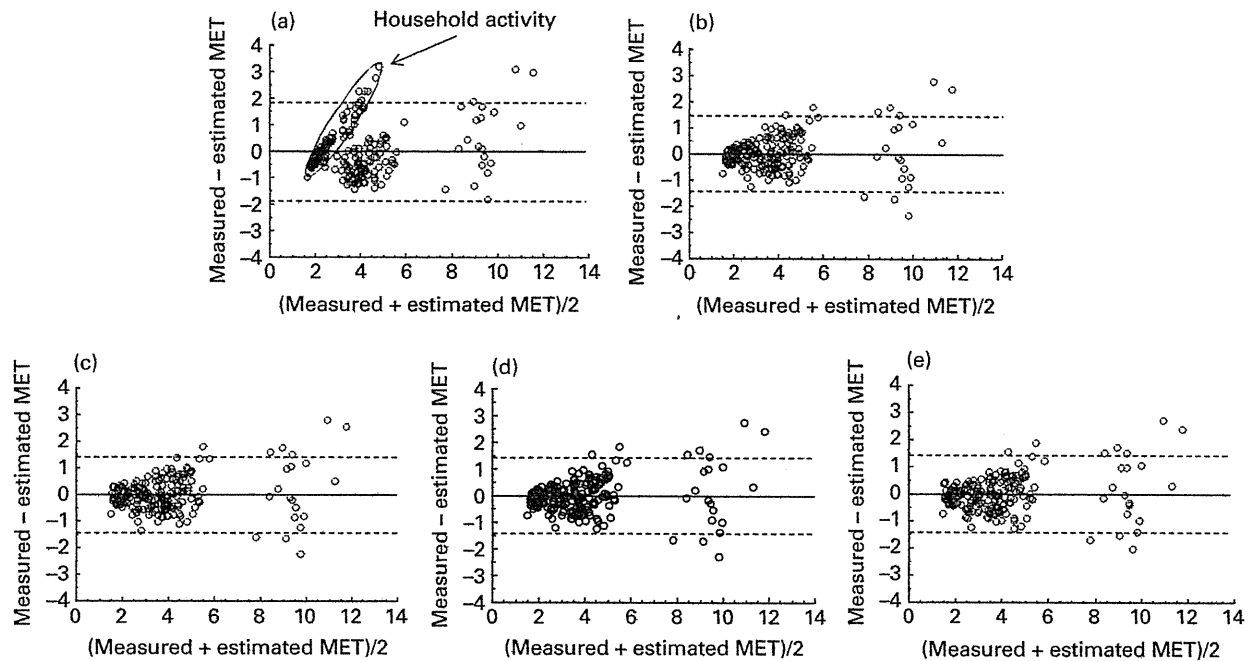 (a)
Household activity
Measured – estimated MET
4
3
2
1
0
–1
–2
–3
–4
0 2 4 6 8 10 12 14
(Measured + estimated MET)/2
(b)
Measured – estimated MET
4
3
2
1
0
–1
–2
–3
–4
0 2 4 6 8 10 12 14
(Measured + estimated MET)/2
(c)
Measured – estimated MET
4
3
2
1
0
–1
–2
–3
–4
0 2 4 6 8 10 12 14
(Measured + estimated MET)/2
(d)
Measured – estimated MET
4
3
2
1
0
–1
–2
–3
–4
0 2 4 6 8 10 12 14
(Measured + estimated MET)/2
(e)
Measured – estimated MET
4
3
2
1
0
–1
–2
–3
–4
0 2 4 6 8 10 12 14
(Measured + estimated MET)/2